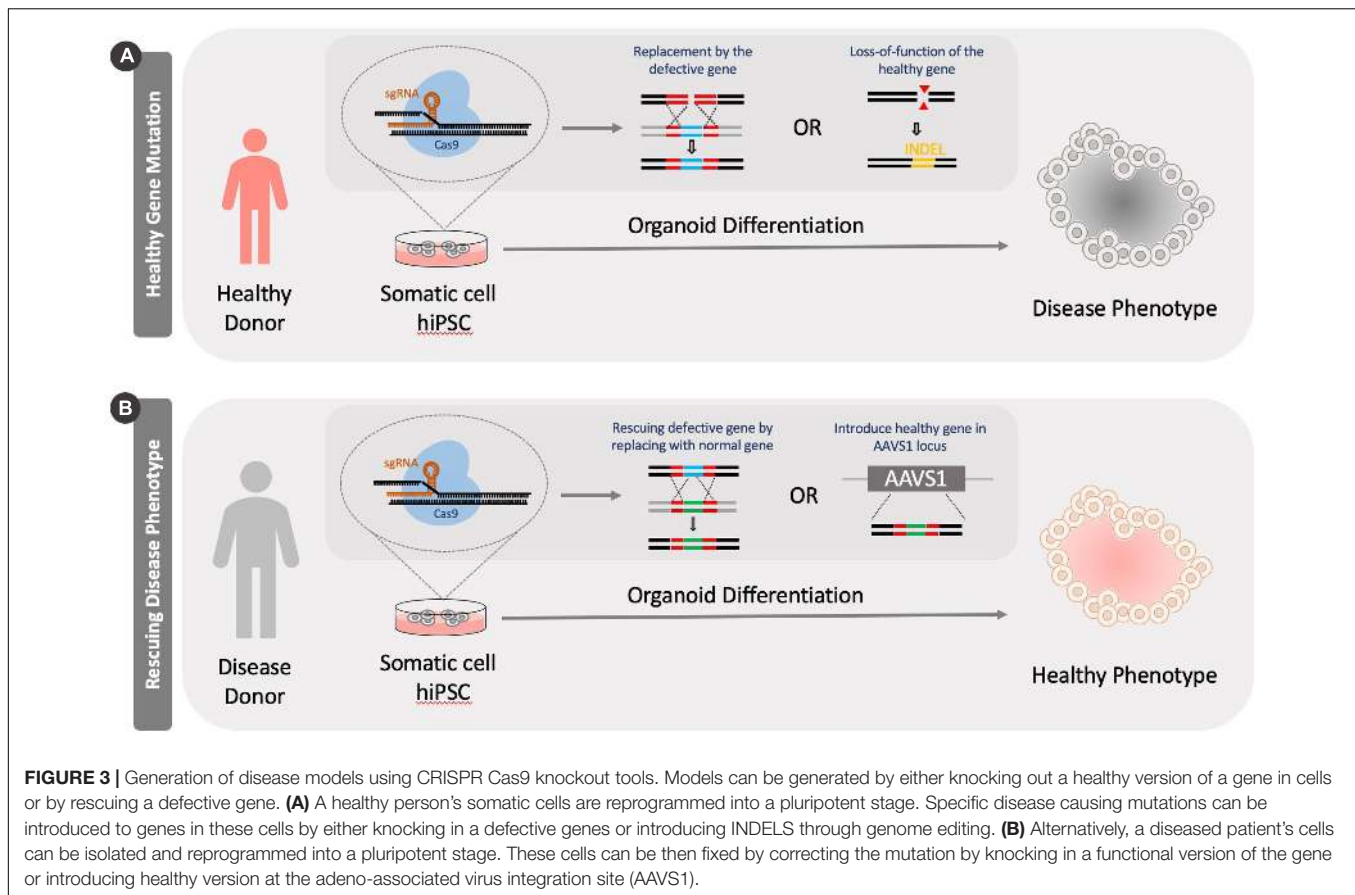 A
Healthy Gene Mutation
Healthy
Donor
sgRNA
Cas9
Somatic cell
hiPSC
Replacement by the
defective gene
OR
Loss-of-function of the
healthy gene
INDEL
Organoid Differentiation
Disease Phenotype
B
Rescuing Disease Phenotype
Disease
Donor
sgRNA
Cas9
Somatic cell
hiPSC
Rescuing defective gene by
replacing with normal gene
OR
Introduce healthy gene in
AAVS1 locus
AAVS1
Organoid Differentiation
Healthy Phenotype
FIGURE 3 | Generation of disease models using CRISPR Cas9 knockout tools. Models can be generated by either knocking out a healthy version of a gene in cells
or by rescuing a defective gene. (A) A healthy person's somatic cells are reprogrammed into a pluripotent stage. Specific disease causing mutations can be
introduced to genes in these cells by either knocking in a defective genes or introducing INDELS through genome editing. (B) Alternatively, a diseased patient's cells
can be isolated and reprogrammed into a pluripotent stage. These cells can be then fixed by correcting the mutation by knocking in a functional version of the gene
or introducing healthy version at the adeno-associated virus integration site (AAVS1).